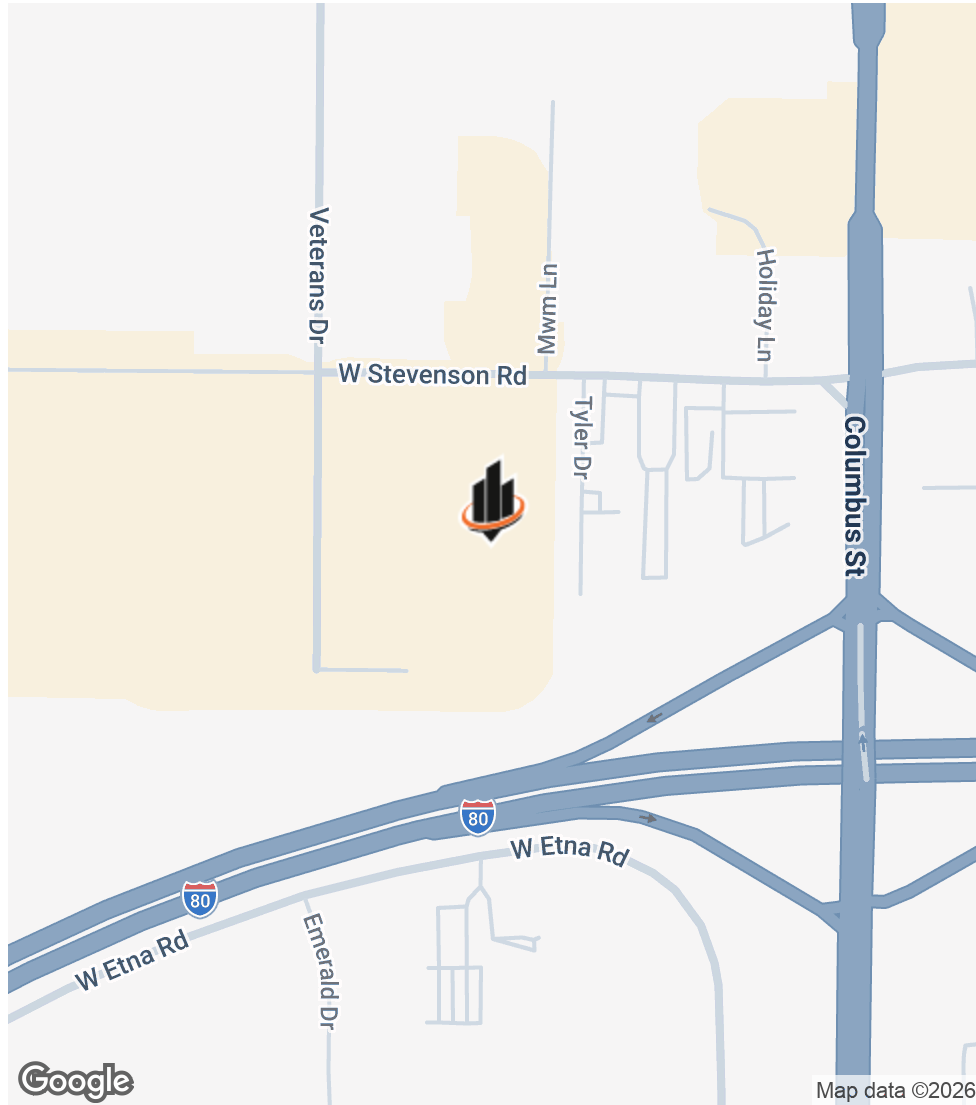 Veterans Dr
Mwm Ln
Holiday Ln
W Stevenson Rd
Tyler Dr
Columbus St
80
W Etna Rd
80
W Etna Rd
Emerald Dr
Google
Map data ©2026